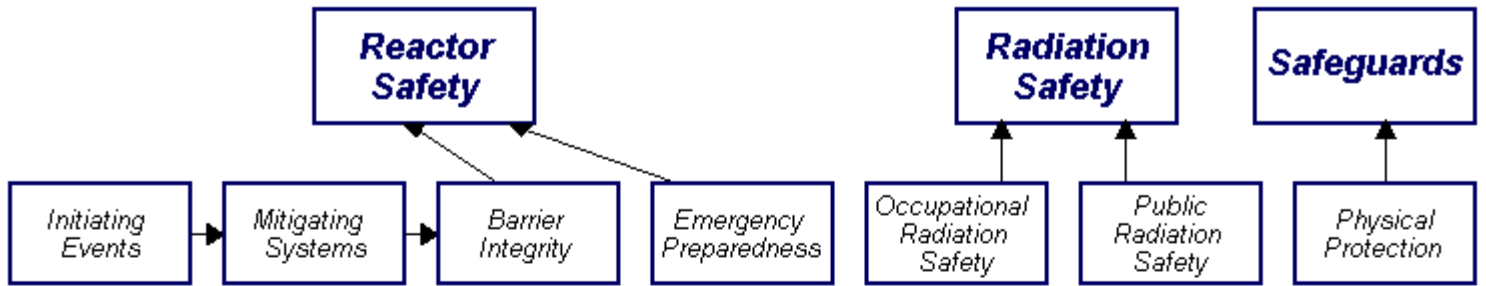 Reactor
Safety
Radiation
Safety
Safeguards
Initiating
Events
Mitigating
Systems
Barrier
Integrity
Emergency
Preparedness
Occupational
Radiation
Safety
Public
Radiation
Safety
Physical
Protection